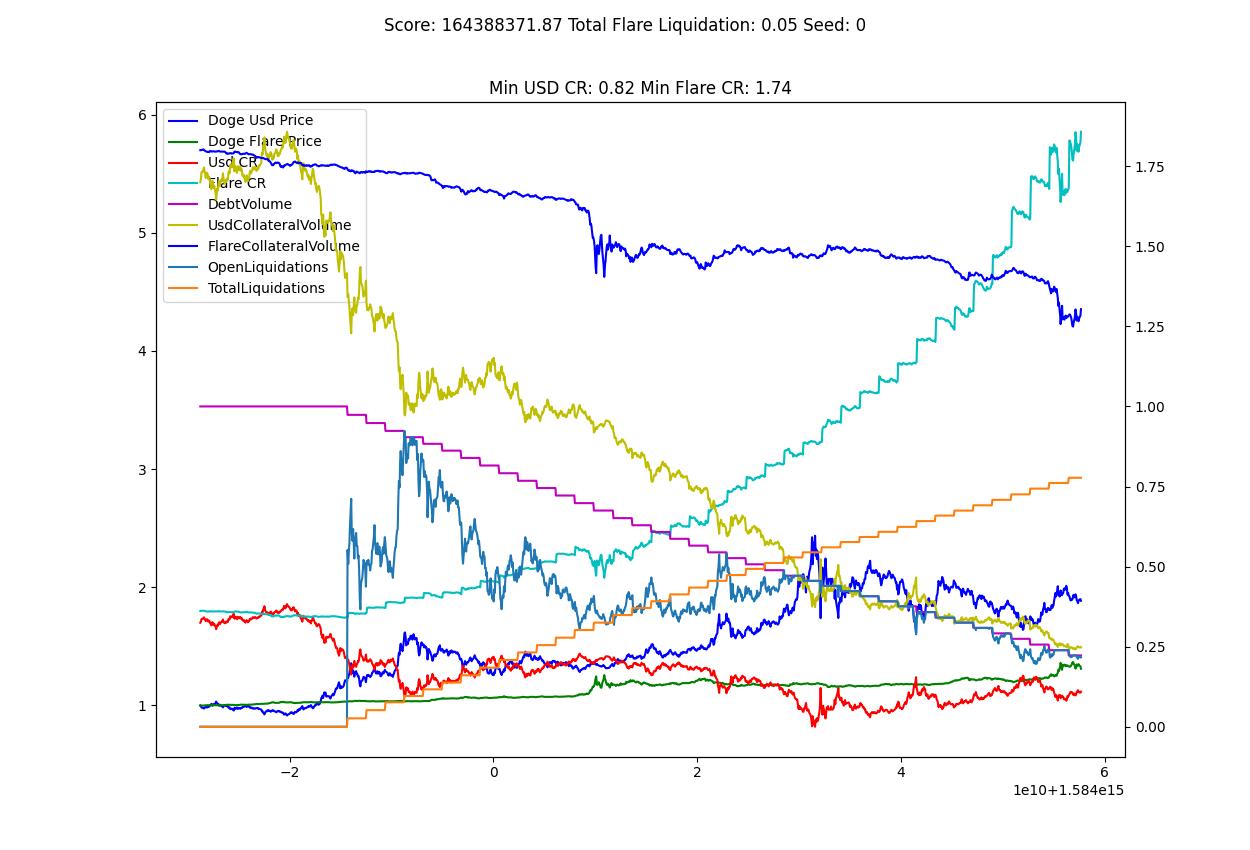 Score: 164388371.87 Total Flare Liquidation: 0.05 Seed: 0
Min USD CR: 0.82 Min Flare CR: 1.74
Doge Usd Price
Doge Flare Price
Usd CR
Flare CR
DebtVolume
UsdCollateralVolume
FlareCollateralVolume
OpenLiquidations
TotalLiquidations
6
5
4
3
2
1
1.75
1.50
1.25
1.00
0.75
0.50
0.25
0.00
−2
0
2
4
6
1e10+1.584e15